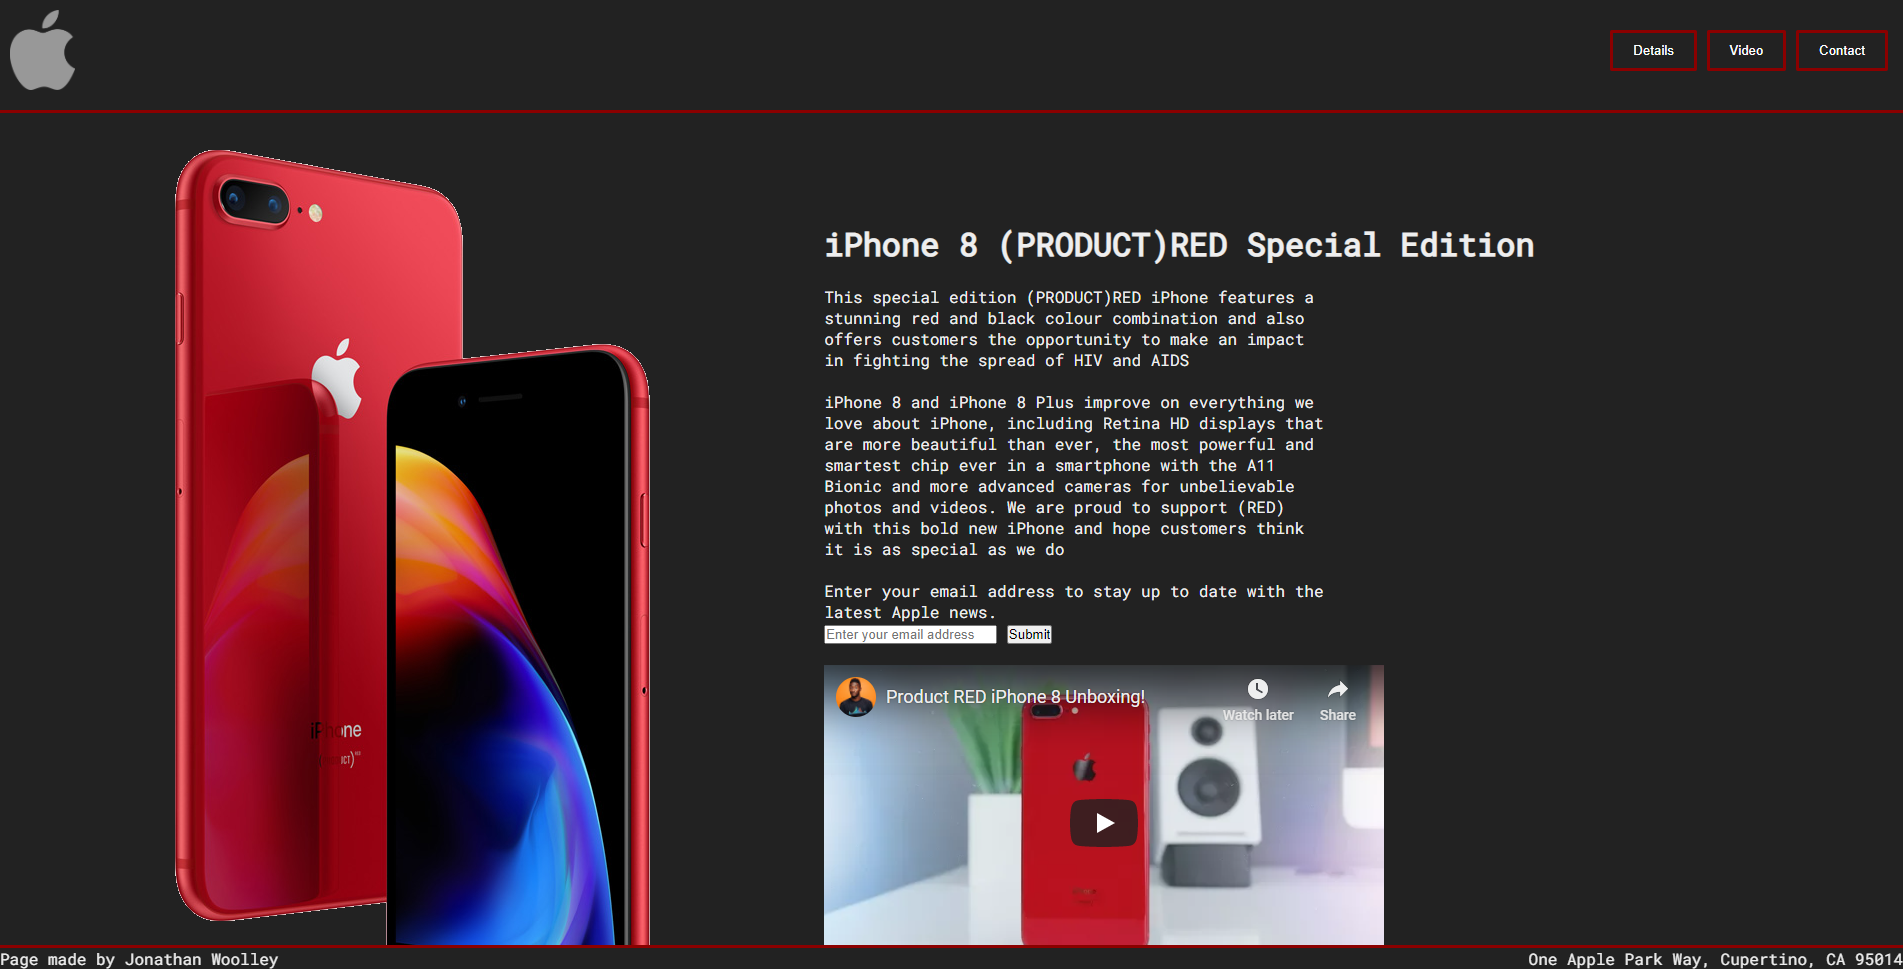 Details Video Contact
iPhone 8 (PRODUCT)RED Special Edition
This special edition (PRODUCT)RED iPhone features a
stunning red and black colour combination and also
offers customers the opportunity to make an impact
in fighting the spread of HIV and AIDS
iPhone 8 and iPhone 8 Plus improve on everything we
love about iPhone, including Retina HD displays that
are more beautiful than ever, the most powerful and
smartest chip ever in a smartphone with the A11
Bionic and more advanced cameras for unbelievable
photos and videos. We are proud to support (RED)
with this bold new iPhone and hope customers think
it is as special as we do
Enter your email address to stay up to date with the
latest Apple news.
Enter your email address Submit
Product RED iPhone 8 Unboxing!
Watch later Share
iPhone
Page made by Jonathan Woolley
One Apple Park Way, Cupertino, CA 95014